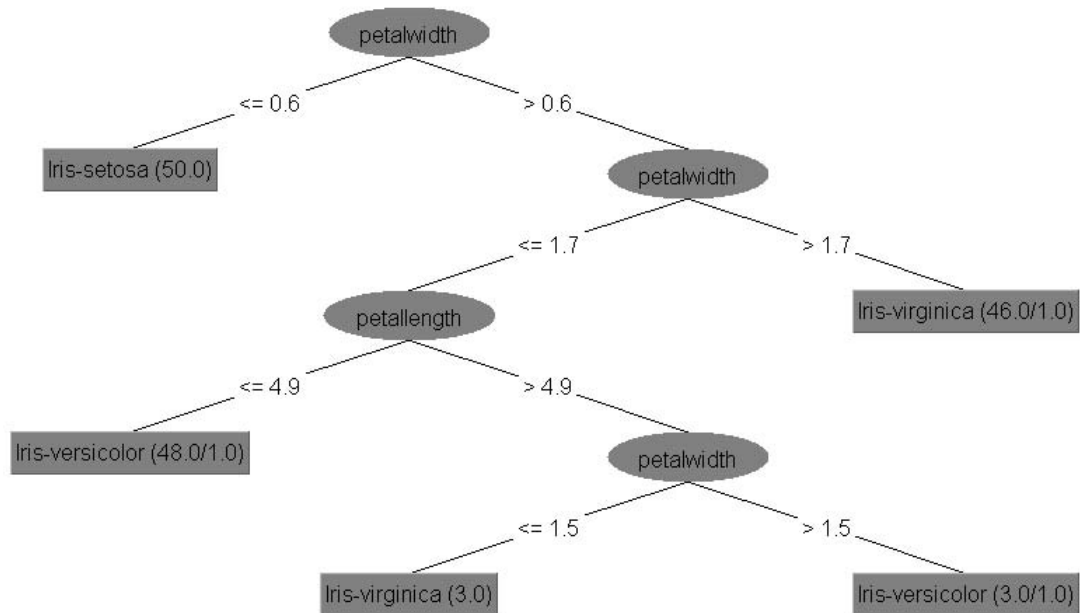 petalwidth
<= 0.6
> 0.6
Iris-setosa (50.0)
petalwidth
<= 1.7
> 1.7
petallength
Iris-virginica (46.0/1.0)
<= 4.9
> 4.9
Iris-versicolor (48.0/1.0)
petalwidth
<= 1.5
> 1.5
Iris-virginica (3.0)
Iris-versicolor (3.0/1.0)